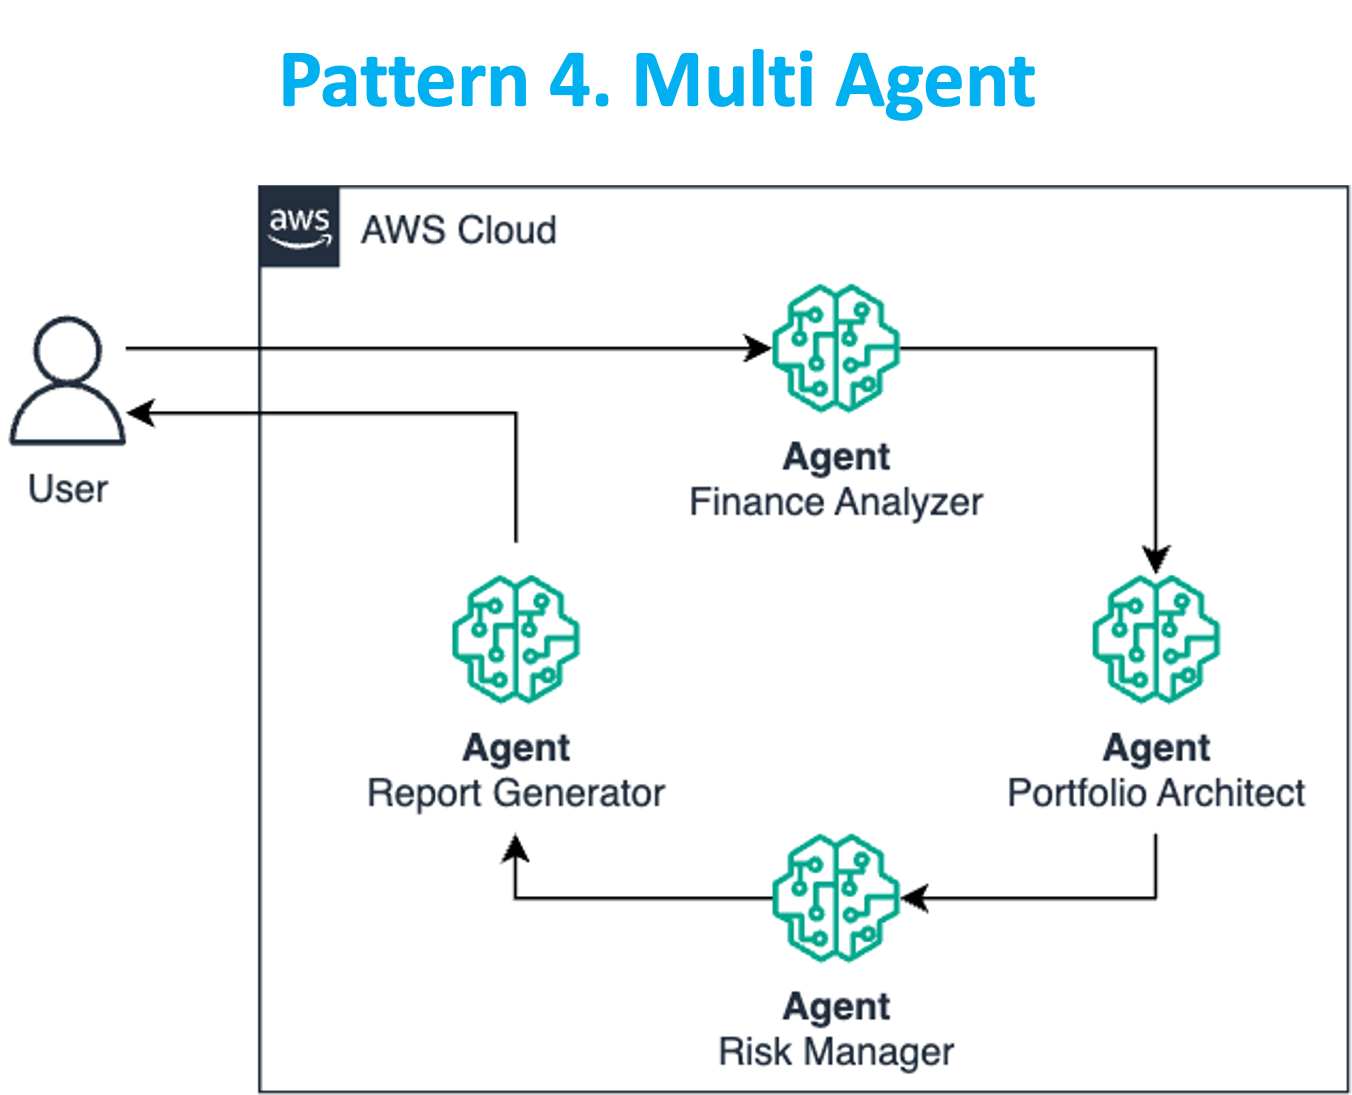 Pattern 4. Multi Agent
aws
AWS Cloud
User
Agent
Finance Analyzer
Agent
Report Generator
Agent
Portfolio Architect
Agent
Risk Manager